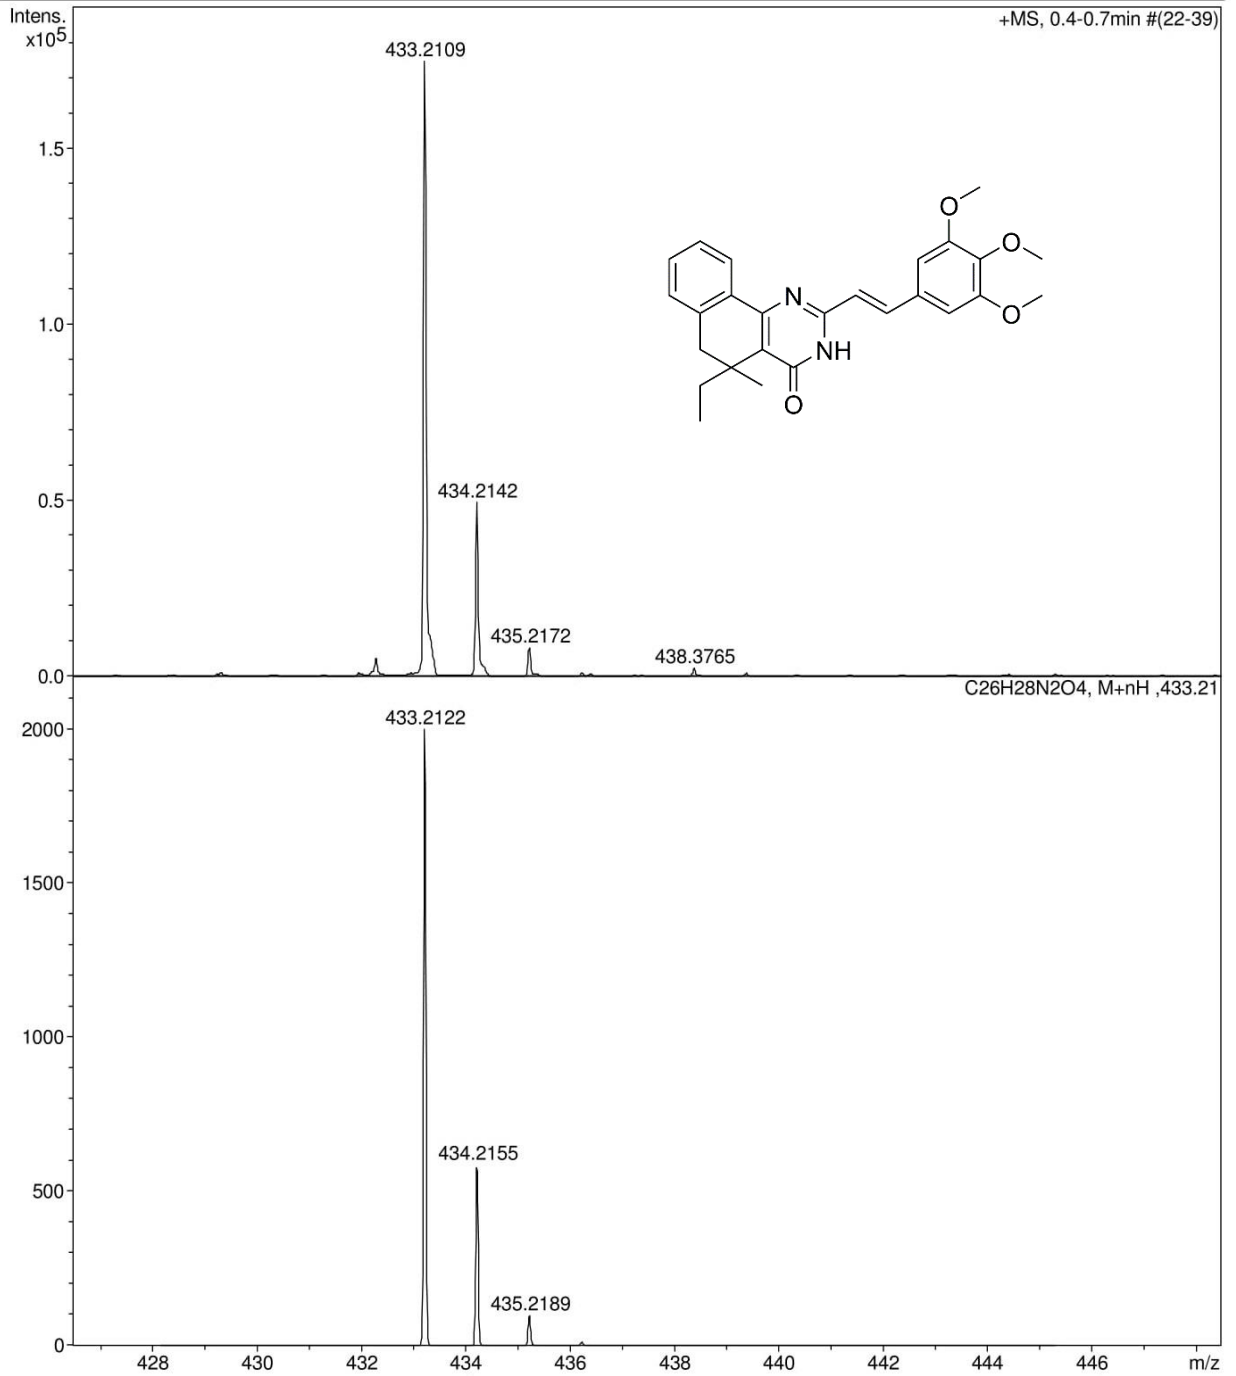 Intens.
x10⁵
+MS, 0.4-0.7min #(22-39)
433.2109
1.5
O
O
N
1.0
O
NH
O
434.2142
0.5
435.2172
438.3765
0.0
C26H28N2O4, M+nH ,433.21
433.2122
2000
1500
1000
434.2155
500
435.2189
0
428 430 432 434 436 438 440 442 444 446 m/z